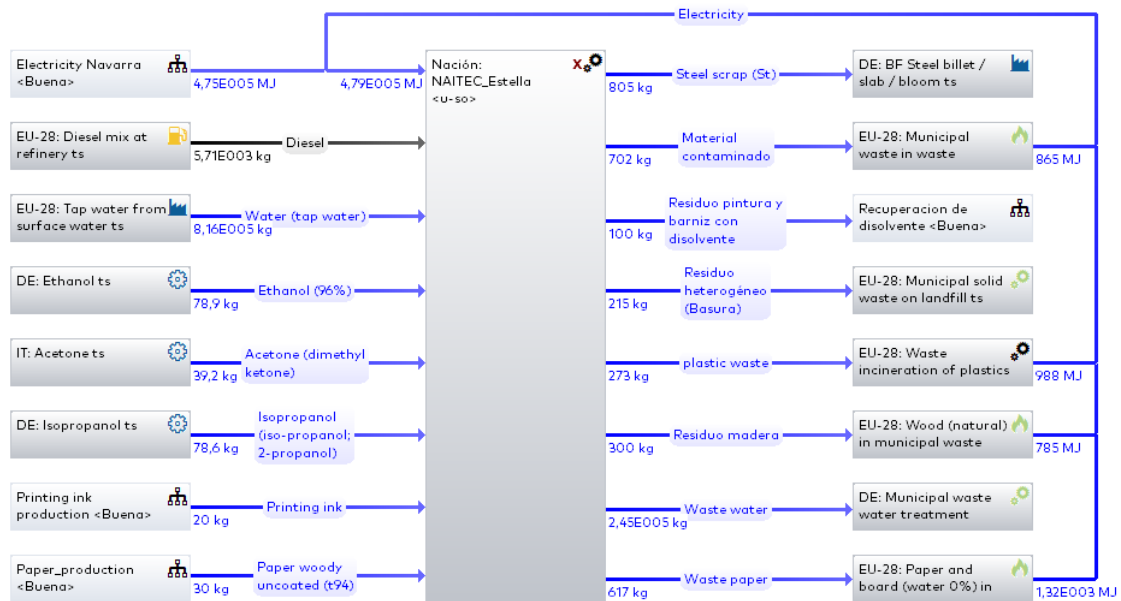 Electricity
Electricity Navarra
<Buena>
4,75E005 MJ
4,79E005 MJ
Nación:
NAITEC_Estella
<u-so>
X
805 kg
Steel scrap (St)
DE: BF Steel billet /
slab / bloom ts
EU-28: Diesel mix at
refinery ts
5,71E003 kg
Diesel
702 kg
Material
contaminado
EU-28: Municipal
waste in waste
865 MJ
EU-28: Tap water from
surface water ts
8,16E005 kg
Water (tap water)
100 kg
Residuo pintura y
barniz con
disolvente
Recuperacion de
disolvente <Buena>
DE: Ethanol ts
78,9 kg
Ethanol (96%)
215 kg
Residuo
heterogéneo
(Basura)
EU-28: Municipal solid
waste on landfill ts
IT: Acetone ts
39,2 kg
Acetone (dimethyl
ketone)
273 kg
plastic waste
EU-28: Waste
incineration of plastics
988 MJ
DE: Isopropanol ts
78,6 kg
Isopropanol
(iso-propanol;
2-propanol)
300 kg
Residuo madera
EU-28: Wood (natural)
in municipal waste
785 MJ
Printing ink
production <Buena>
20 kg
Printing ink
2,45E005 kg
Waste water
DE: Municipal waste
water treatment
Paper_production
<Buena>
30 kg
Paper woody
uncoated (t94)
617 kg
Waste paper
EU-28: Paper and
board (water 0%) in
1,32E003 MJ